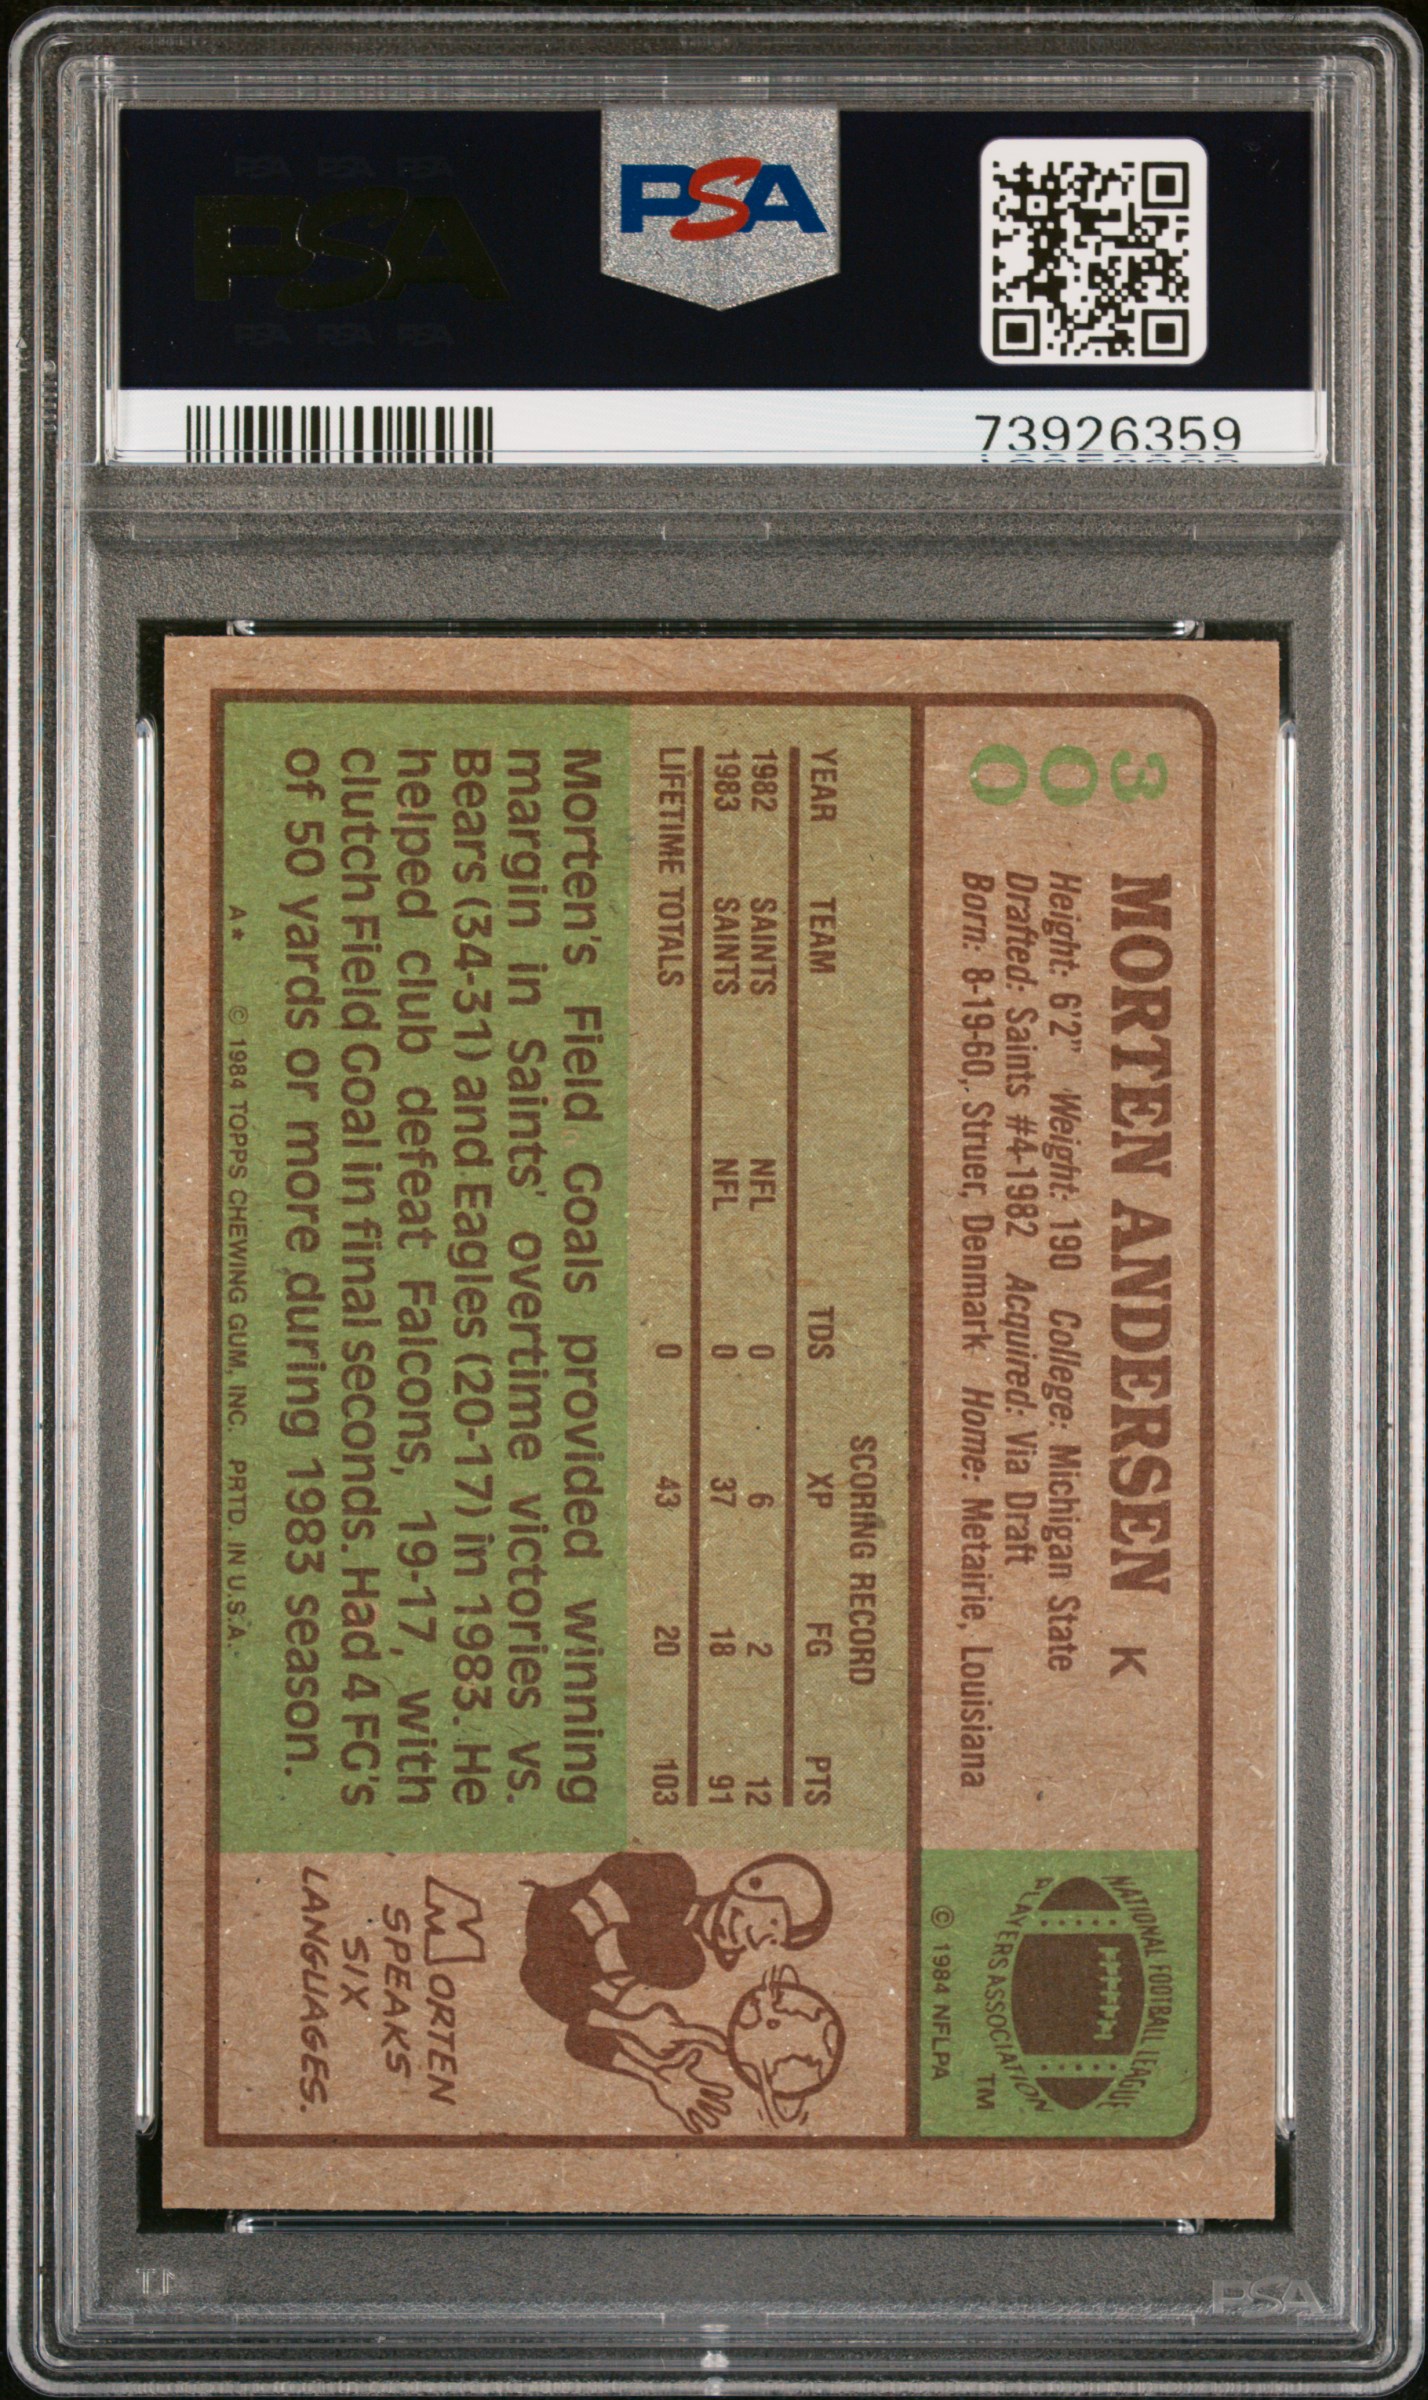 PSA
PSA
73926359
300
MORTEN ANDERSEN K
Height: 6'2" Weight: 190 College: Michigan State
Drafted: Saints #4-1982 Acquired: Via Draft
Born: 8-19-60, Struer, Denmark Home: Metairie, Louisiana
NATIONAL FOOTBALL LEAGUE
PLAYERS ASSOCIATION
TM
© 1984 NFLPA
SCORING RECORD
YEAR TEAM TDS XP FG PTS
1982 SAINTS NFL 0 6 2 12
1983 SAINTS NFL 0 37 18 91
LIFETIME TOTALS 0 43 20 103
Morten's Field Goals provided winning
margin in Saints' overtime victories vs.
Bears (34-31) and Eagles (20-17) in 1983. He
helped club defeat Falcons, 19-17, with
clutch Field Goal in final seconds. Had 4 FG's
of 50 yards or more during 1983 season.
A* © 1984 TOPPS CHEWING GUM, INC. PRTD. IN U.S.A.
MORTEN
SPEAKS
SIX
LANGUAGES.
PSA